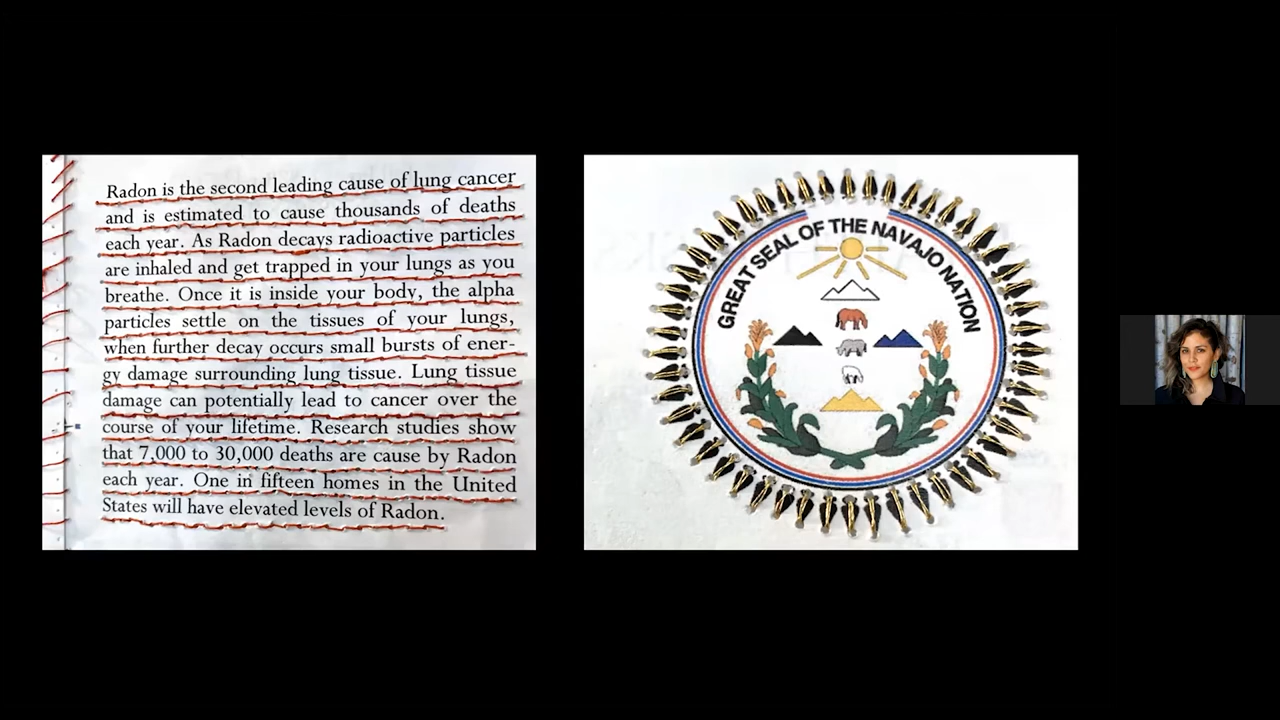 Radon is the second leading cause of lung cancer
and is estimated to cause thousands of deaths
each year. As Radon decays radioactive particles
are inhaled and get trapped in your lungs as you
breathe. Once it is inside your body, the alpha
particles settle on the tissues of your lungs,
when further decay occurs small bursts of ener-
gy damage surrounding lung tissue. Lung tissue
damage can potentially lead to cancer over the
course of your lifetime. Research studies show
that 7,000 to 30,000 deaths are cause by Radon
each year. One in fifteen homes in the United
States will have elevated levels of Radon.
GREAT SEAL OF THE NAVAJO NATION